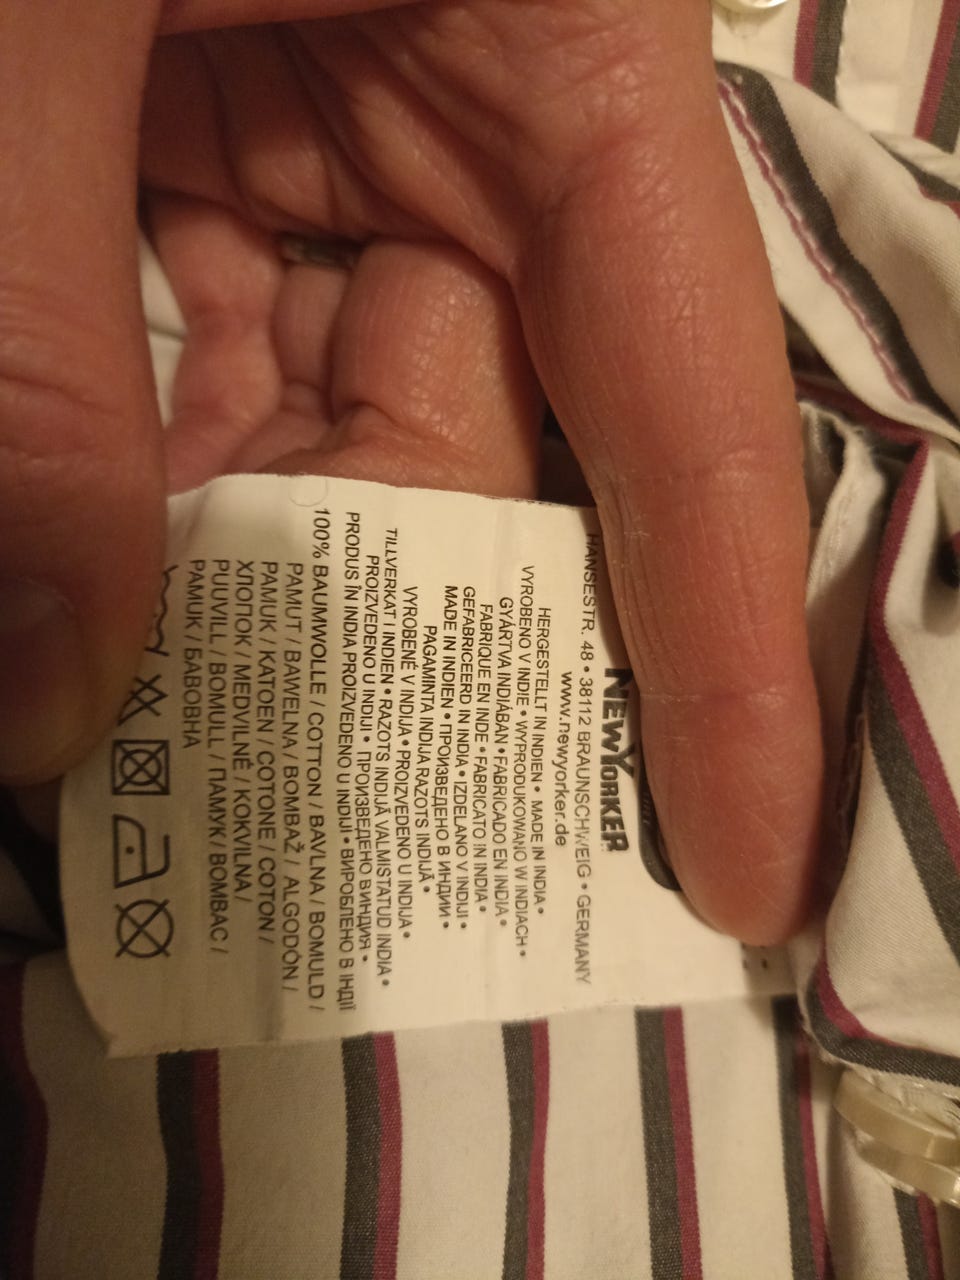 NEWYORKER
HANSESTR. 48 • 38112 BRAUNSCHWEIG • GERMANY
www.newyorker.de
HERGESTELLT IN INDIEN • MADE IN INDIA •
VYROBENO V INDIE • WYPRODUKOWANO W INDIACH •
GYÁRTVA INDIÁBAN • FABRICADO EN INDIA •
FABRIQUE EN INDE • FABRICATO IN INDIA •
GEFABRICEERD IN INDIA • IZDELANO V INDIJI •
MADE IN INDIEN • ПРОИЗВЕДЕНО В ИНДИИ •
PAGAMINTA INDIJA RAZOTS INDIJĀ •
VYROBENÉ V INDIJA • PROIZVEDENO U INDIJA •
TILLVERKAT I INDIEN • RAZOTS INDIJĀ VALMISTATUD INDIA •
PROIZVEDENO U INDIJI • ПРОИЗВЕДЕНО ВИНДИЯ •
PRODUS ÎN INDIA PROIZVEDENO U INDIJI • ВИРОБЛЕНО В ІНДІЇ
100% BAUMWOLLE / COTTON / BAVLNA / BOMULD /
PAMUT / BAWELNA / BOMBAŽ / ALGODÓN /
PAMUK / KATOEN / COTONE / COTON /
ХЛОПОК / MEDVILNĖ / KOKVILNA /
PUUVILL / BOMULL / ПАМУК / BOMBAC /
PAMUK / БАВОВНА